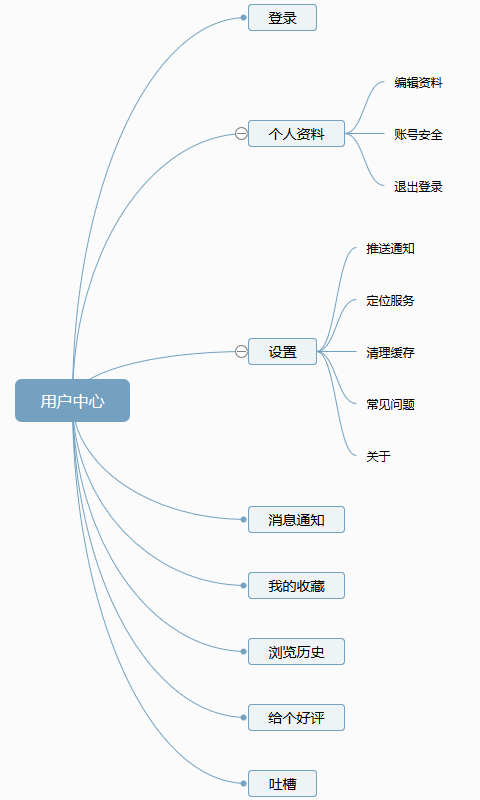 登录
个人资料
编辑资料
账号安全
退出登录
设置
推送通知
定位服务
清理缓存
常见问题
关于
用户中心
消息通知
我的收藏
浏览历史
给个好评
吐槽